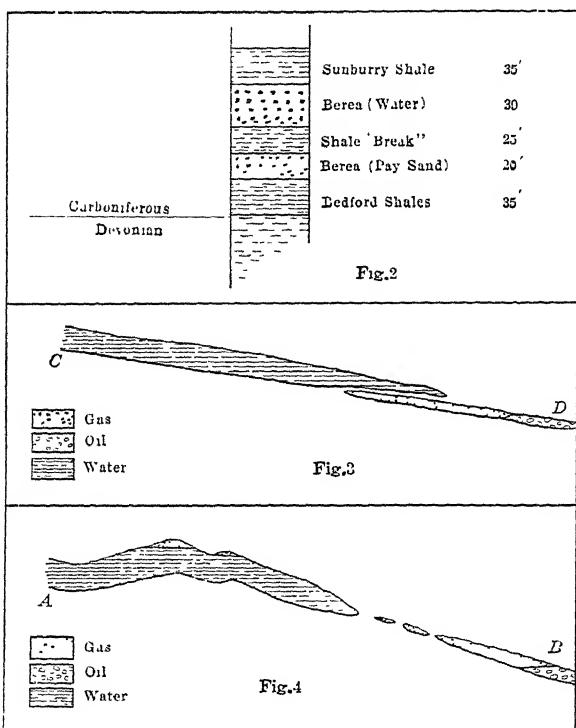 Sunburry Shale 35'
Berea (Water) 30
Shale "Break" 25'
Berea (Pay Sand) 20'
Bedford Shales 35'
Carboniferous
Devonian
Fig.2
C
D
Gas
Oil
Water
Fig.3
A
B
Gas
Oil
Water
Fig.4